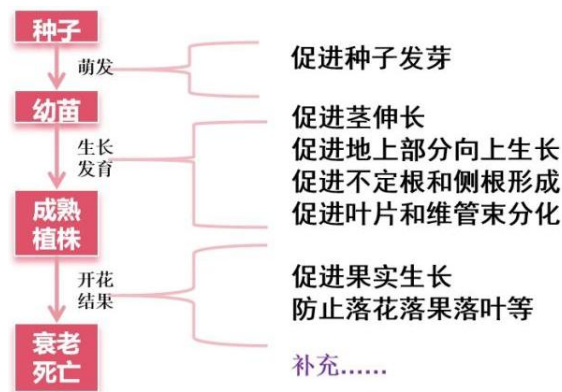 种子
萌发
促进种子发芽
幼苗
生长
发育
促进茎伸长
促进地上部分向上生长
促进不定根和侧根形成
促进叶片和维管束分化
成熟
植株
开花
结果
促进果实生长
防止落花落果落叶等
衰老
死亡
补充......